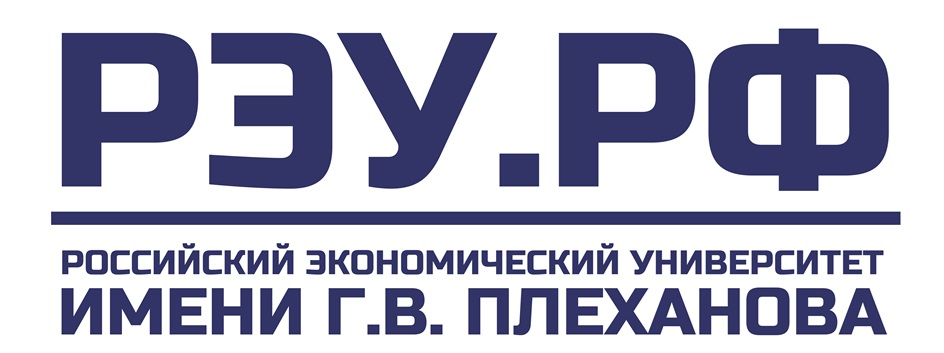 РЭУ.РФ
РОССИЙСКИЙ ЭКОНОМИЧЕСКИЙ УНИВЕРСИТЕТ
ИМЕНИ Г.В. ПЛЕХАНОВА